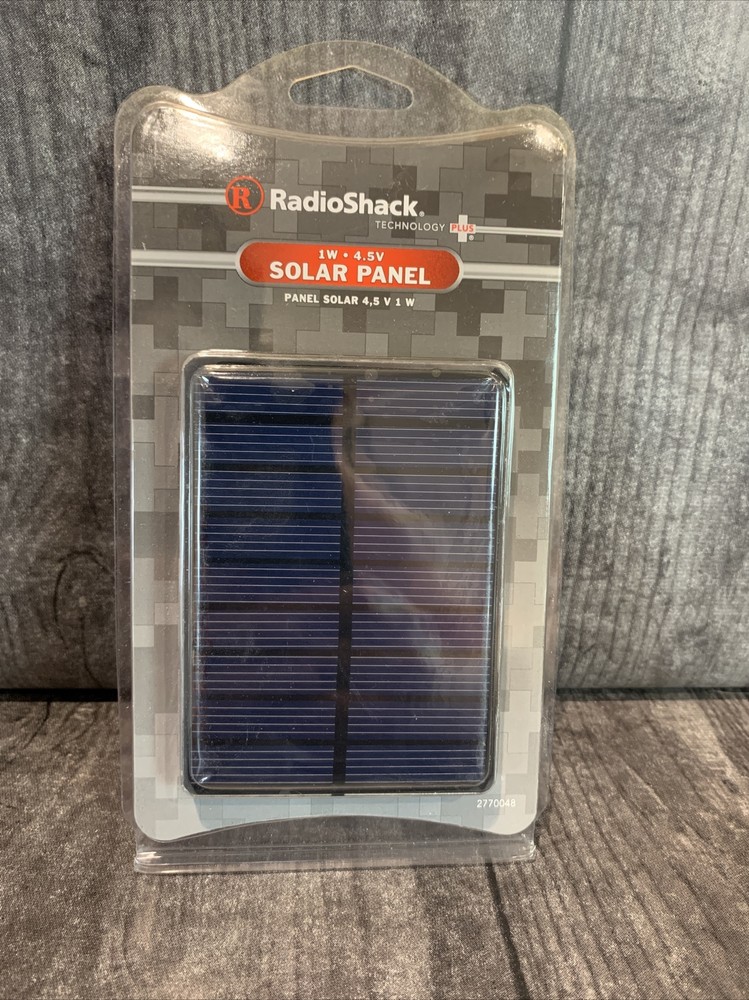 R RadioShack®
TECHNOLOGY PLUS
1W • 4.5V
SOLAR PANEL
PANEL SOLAR 4,5 V 1 W
2770048